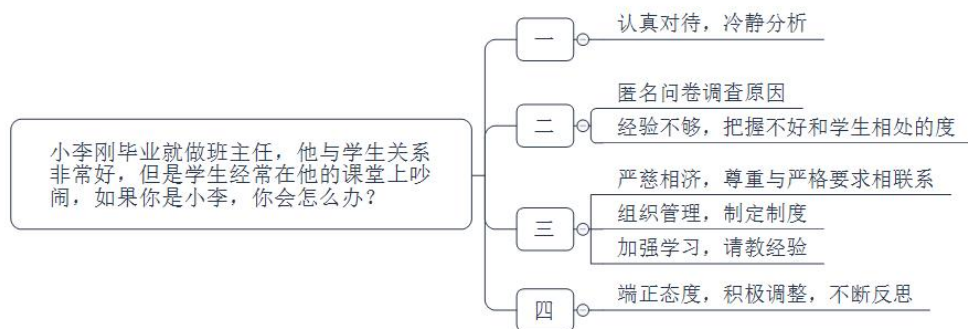 小李刚毕业就做班主任，他与学生关系
非常好，但是学生经常在他的课堂上吵
闹，如果你是小李，你会怎么办？
一
认真对待，冷静分析
二
匿名问卷调查原因
经验不够，把握不好和学生相处的度
三
严慈相济，尊重与严格要求相联系
组织管理，制定制度
加强学习，请教经验
四
端正态度，积极调整，不断反思